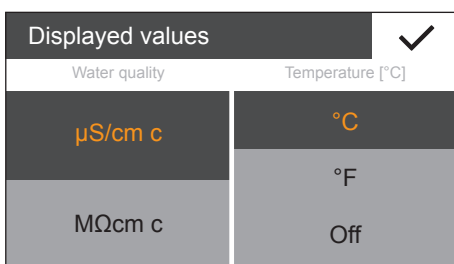 Displayed values
Water quality
Temperature [°C]
µS/cm c
°C
°F
MΩcm c
Off